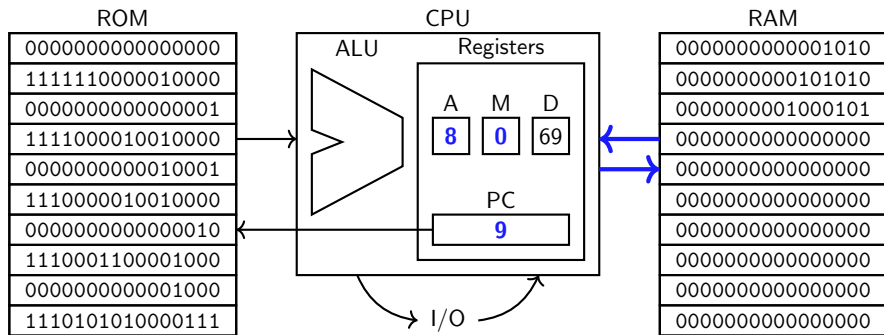 ROM
0000000000000000
1111110000010000
0000000000000001
1111000010010000
0000000000010001
1110000010010000
0000000000000010
1110001100001000
0000000000001000
1110101010000111
CPU
ALU
Registers
A M D
8 0 69
PC
9
I/O
RAM
0000000000001010
0000000000101010
0000000001000101
0000000000000000
0000000000000000
0000000000000000
0000000000000000
0000000000000000
0000000000000000
0000000000000000